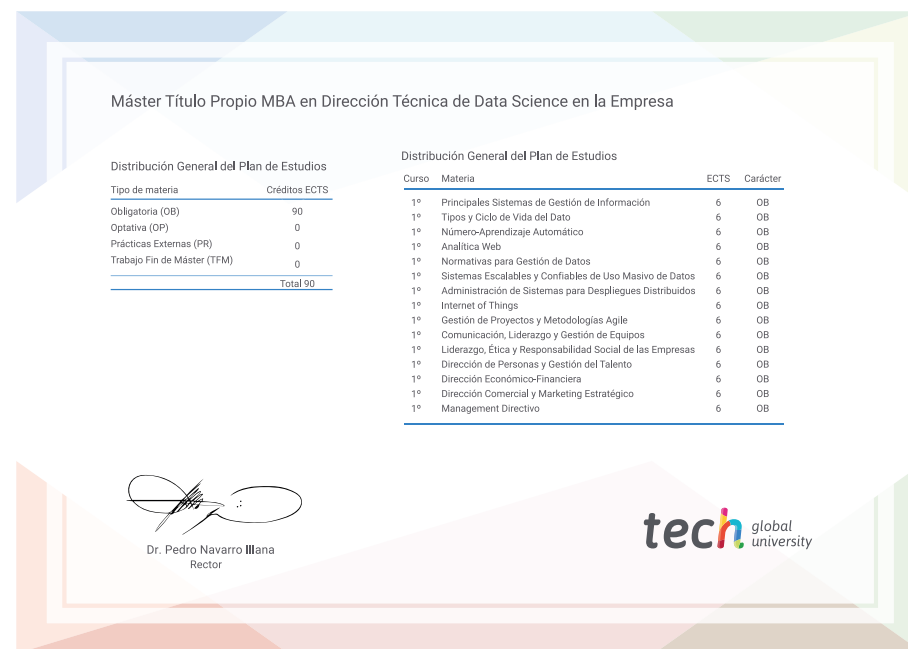 Máster Título Propio MBA en Dirección Técnica de Data Science en la Empresa
Distribución General del Plan de Estudios
Tipo de materia Créditos ECTS
Obligatoria (OB) 90
Optativa (OP) 0
Prácticas Externas (PR) 0
Trabajo Fin de Máster (TFM) 0
Total 90
Distribución General del Plan de Estudios
Curso Materia ECTS Carácter
1º Principales Sistemas de Gestión de Información 6 OB
1º Tipos y Ciclo de Vida del Dato 6 OB
1º Número-Aprendizaje Automático 6 OB
1º Analítica Web 6 OB
1º Normativas para Gestión de Datos 6 OB
1º Sistemas Escalables y Confiables de Uso Masivo de Datos 6 OB
1º Administración de Sistemas para Despliegues Distribuidos 6 OB
1º Internet of Things 6 OB
1º Gestión de Proyectos y Metodologías Agile 6 OB
1º Comunicación, Liderazgo y Gestión de Equipos 6 OB
1º Liderazgo, Ética y Responsabilidad Social de las Empresas 6 OB
1º Dirección de Personas y Gestión del Talento 6 OB
1º Dirección Económico-Financiera 6 OB
1º Dirección Comercial y Marketing Estratégico 6 OB
1º Management Directivo 6 OB
Dr. Pedro Navarro Illana
Rector
tech global
university